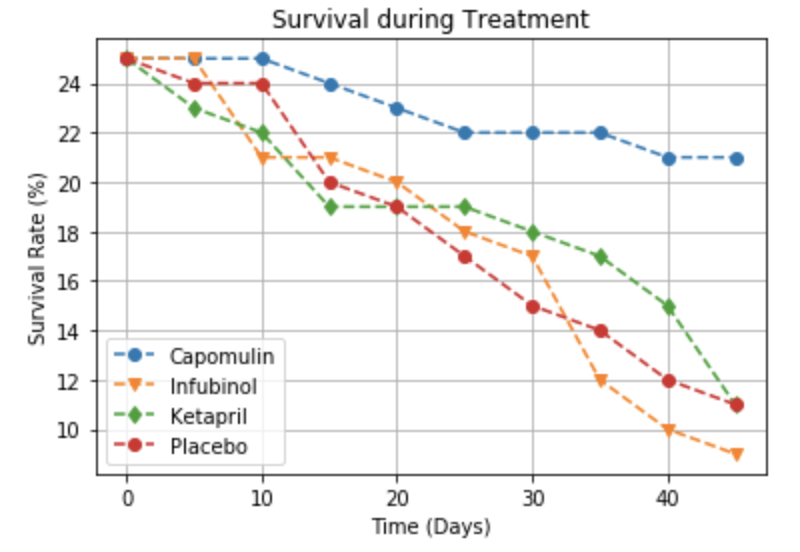 Survival during Treatment
Survival Rate (%)
24
22
20
18
16
14
12
10
Capomulin
Infubinol
Ketapril
Placebo
0 10 20 30 40
Time (Days)